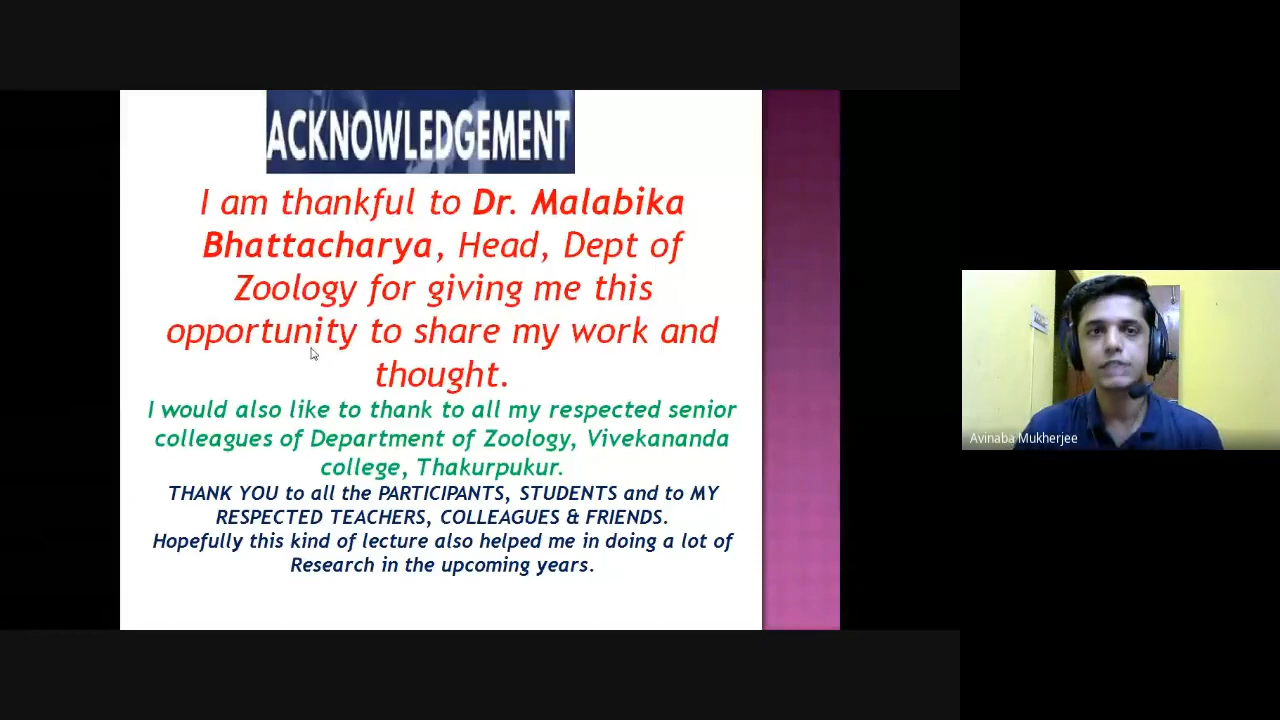 ACKNOWLEDGEMENT
I am thankful to Dr. Malabika
Bhattacharya, Head, Dept of
Zoology for giving me this
opportunity to share my work and
thought.
I would also like to thank to all my respected senior
colleagues of Department of Zoology, Vivekananda
college, Thakurpukur.
THANK YOU to all the PARTICIPANTS, STUDENTS and to MY
RESPECTED TEACHERS, COLLEAGUES & FRIENDS.
Hopefully this kind of lecture also helped me in doing a lot of
Research in the upcoming years.
Avinaba Mukherjee